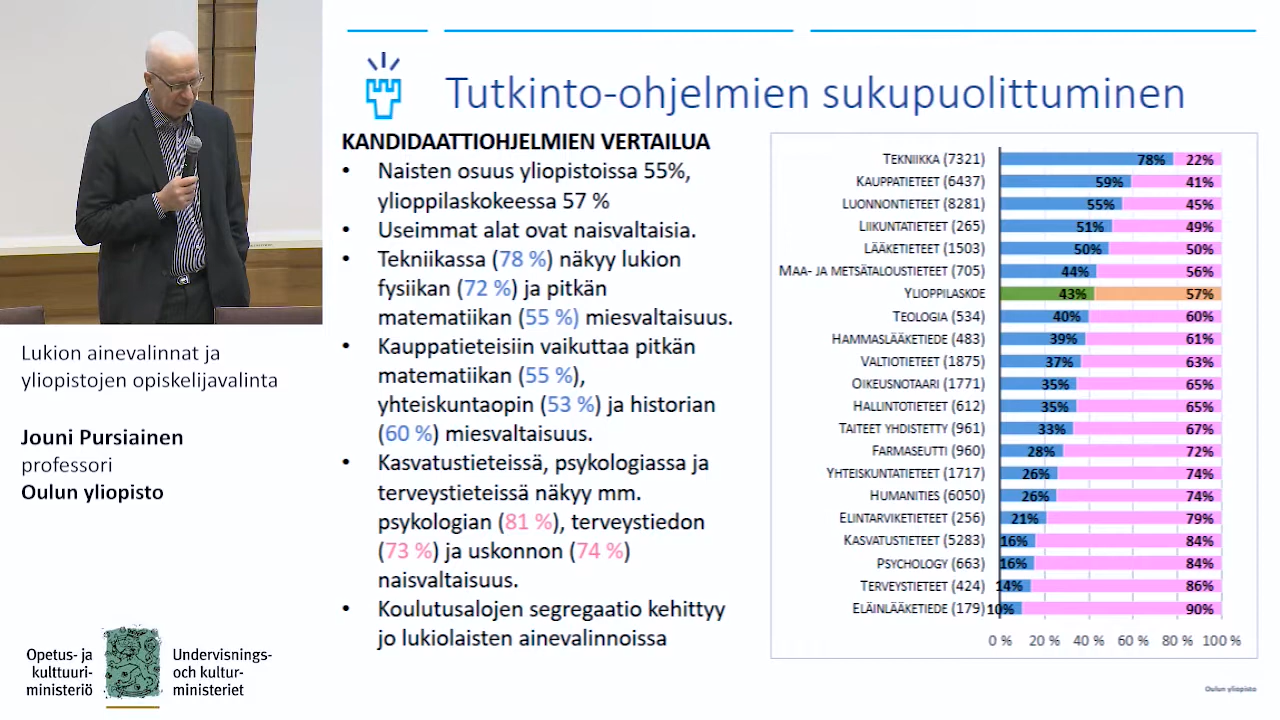 Tutkinto-ohjelmien sukupuolittuminen
KANDIDAATTIOHJELMIEN VERTAILUA
• Naisten osuus yliopistoissa 55%,
ylioppilaskokeessa 57 %
• Useimmat alat ovat naisvaltaisia.
• Tekniikassa (78 %) näkyy lukion
fysiikan (72 %) ja pitkän
matematiikan (55 %) miesvaltaisuus.
• Kauppatieteisiin vaikuttaa pitkän
matematiikan (55 %),
yhteiskuntaopin (53 %) ja historian
(60 %) miesvaltaisuus.
• Kasvatustieteissä, psykologiassa ja
terveystieteissä näkyy mm.
psykologian (81 %), terveystiedon
(73 %) ja uskonnon (74 %)
naisvaltaisuus.
• Koulutusalojen segregaatio kehittyy
jo lukiolaisten ainevalinnoissa
TEKNIIKKA (7321) 78% 22%
KAUPPATIETEET (6437) 59% 41%
LUONNONTIETEET (8281) 55% 45%
LIIKUNTATIETEET (265) 51% 49%
LÄÄKETIETEET (1503) 50% 50%
MAA- JA METSÄTALOUSTIETEET (705) 44% 56%
YLIOPPILASKOE 43% 57%
TEOLOGIA (534) 40% 60%
HAMMASLÄÄKETIEDE (483) 39% 61%
VALTIOTIETEET (1875) 37% 63%
OIKEUSNOTAARI (1771) 35% 65%
HALLINTOTIETEET (612) 35% 65%
TAITEET YHDISTETTY (961) 33% 67%
FARMASEUTTI (960) 28% 72%
YHTEISKUNTATIETEET (1717) 26% 74%
HUMANITIES (6050) 26% 74%
ELINTARVIKETIETEET (256) 21% 79%
KASVATUSTIETEET (5283) 16% 84%
PSYCHOLOGY (663) 16% 84%
TERVEYSTIETEET (424) 14% 86%
ELÄINLÄÄKETIEDE (179) 10% 90%
0 % 20 % 40 % 60 % 80 % 100 %
Oulun yliopisto
Lukion ainevalinnat ja
yliopistojen opiskelijavalinta
Jouni Pursiainen
professori
Oulun yliopisto
Opetus- ja
kulttuuri-
ministeriö
Undervisnings-
och kultur-
ministeriet